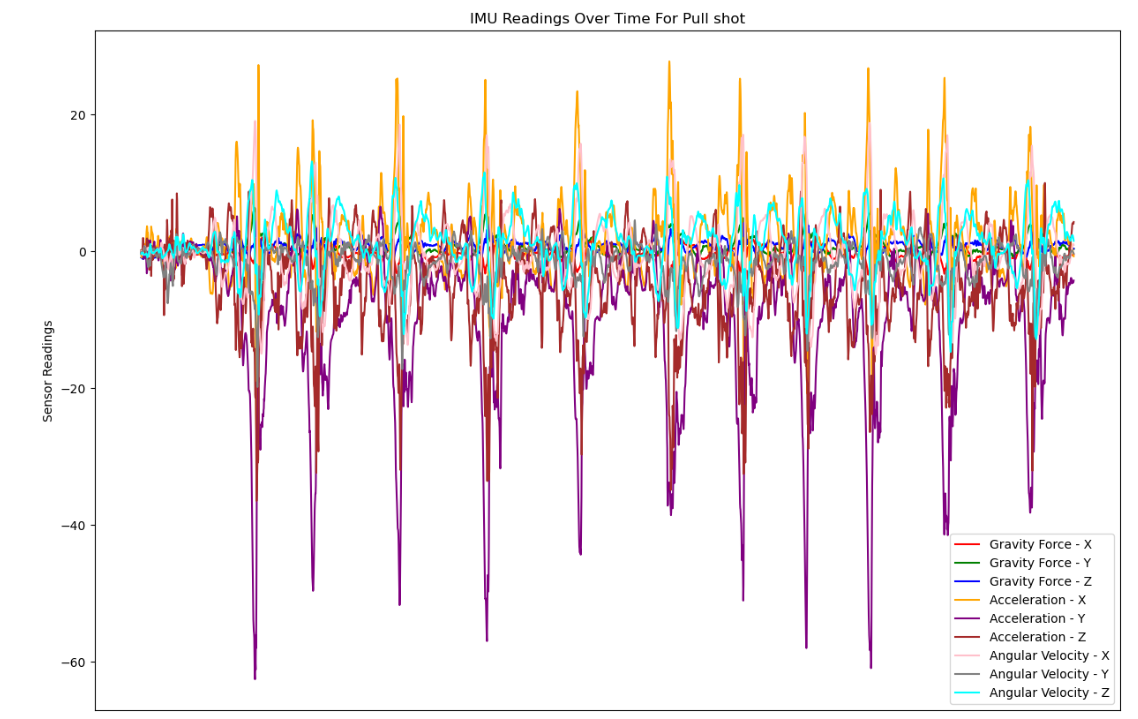 IMU Readings Over Time For Pull shot
20
0
−20
−40
−60
Sensor Readings
Gravity Force - X
Gravity Force - Y
Gravity Force - Z
Acceleration - X
Acceleration - Y
Acceleration - Z
Angular Velocity - X
Angular Velocity - Y
Angular Velocity - Z